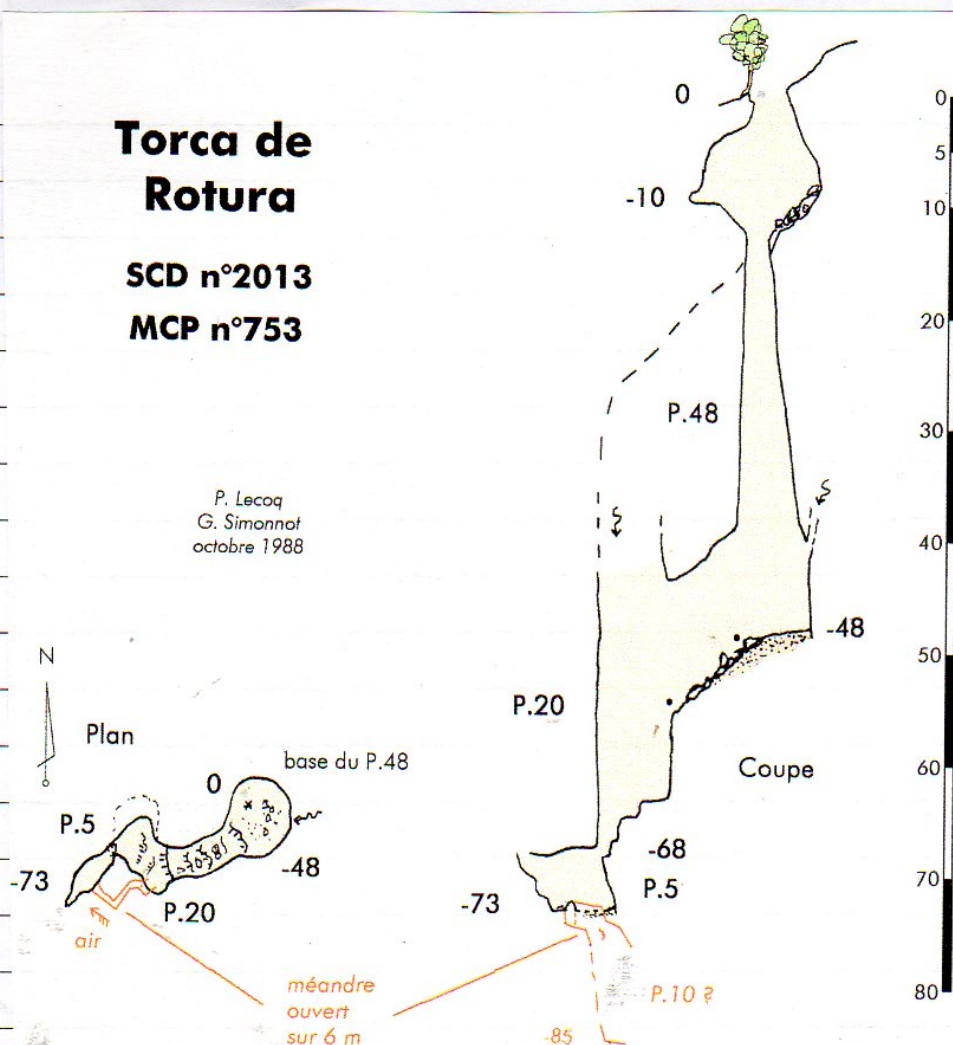 Torca de
Rotura
SCD n°2013
MCP n°753
P. Lecoq
G. Simonnot
octobre 1988
0
-10
P.48
-48
P.20
Coupe
-68
P.5
-73
P.10 ?
-85
0
5
10
20
30
40
50
60
70
80
N
Plan
base du P.48
0
P.5
-48
-73
P.20
air
méandre
ouvert
sur 6 m